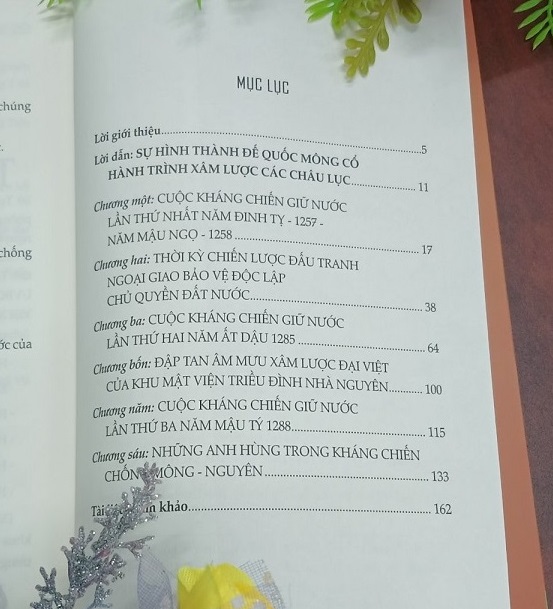 chúng
chống
ớc của
MỤC LỤC
Lời giới thiệu.......5
Lời dẫn: SỰ HÌNH THÀNH ĐẾ QUỐC MÔNG CỔ
HÀNH TRÌNH XÂM LƯỢC CÁC CHÂU LỤC.......11
Chương một: CUỘC KHÁNG CHIẾN GIỮ NƯỚC
LẦN THỨ NHẤT NĂM ĐINH TỴ - 1257 -
NĂM MẬU NGỌ - 1258.......17
Chương hai: THỜI KỲ CHIẾN LƯỢC ĐẤU TRANH
NGOẠI GIAO BẢO VỆ ĐỘC LẬP
CHỦ QUYỀN ĐẤT NƯỚC.......38
Chương ba: CUỘC KHÁNG CHIẾN GIỮ NƯỚC
LẦN THỨ HAI NĂM ẤT DẬU 1285.......64
Chương bốn: ĐẬP TAN ÂM MƯU XÂM LƯỢC ĐẠI VIỆT
CỦA KHU MẬT VIỆN TRIỀU ĐÌNH NHÀ NGUYÊN.......100
Chương năm: CUỘC KHÁNG CHIẾN GIỮ NƯỚC
LẦN THỨ BA NĂM MẬU TÝ 1288.......115
Chương sáu: NHỮNG ANH HÙNG TRONG KHÁNG CHIẾN
CHỐNG MÔNG - NGUYÊN.......133
Tài khảo.......162